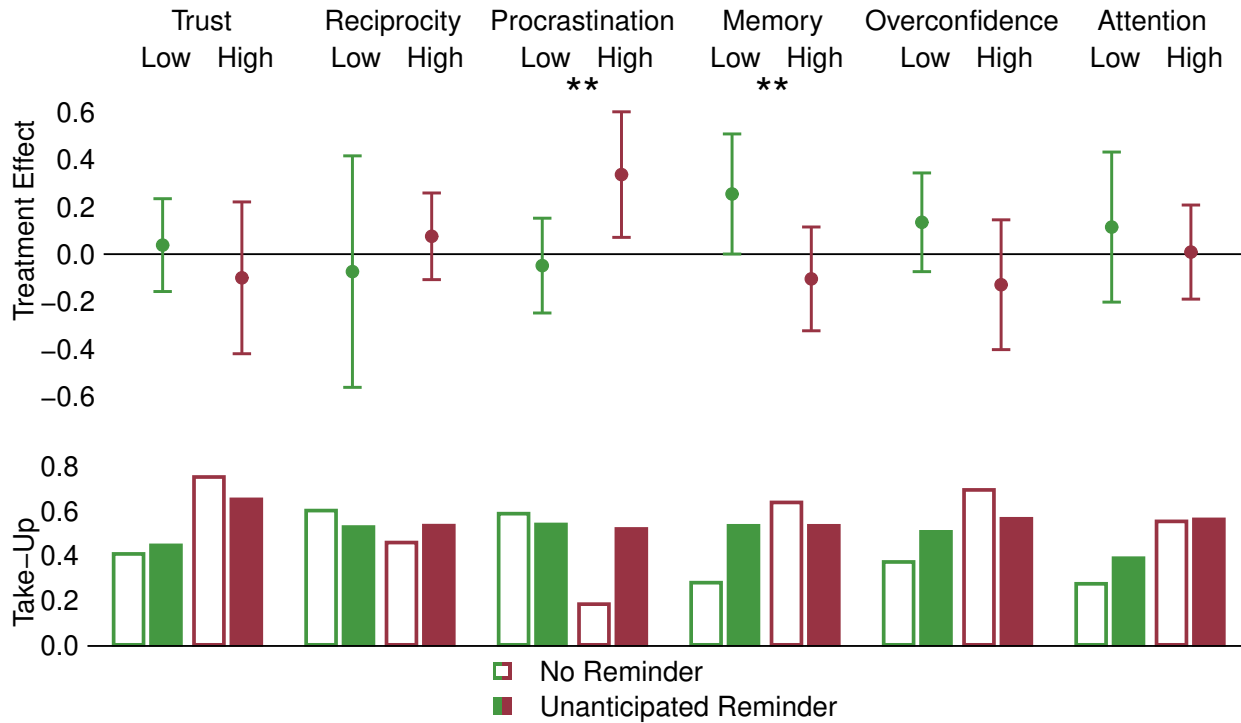 Trust Reciprocity Procrastination Memory Overconfidence Attention
Low High Low High Low High Low High Low High Low High
** **
Treatment Effect
0.6
0.4
0.2
0.0
−0.2
−0.4
−0.6
Take−Up
0.8
0.6
0.4
0.2
0.0
No Reminder
Unanticipated Reminder